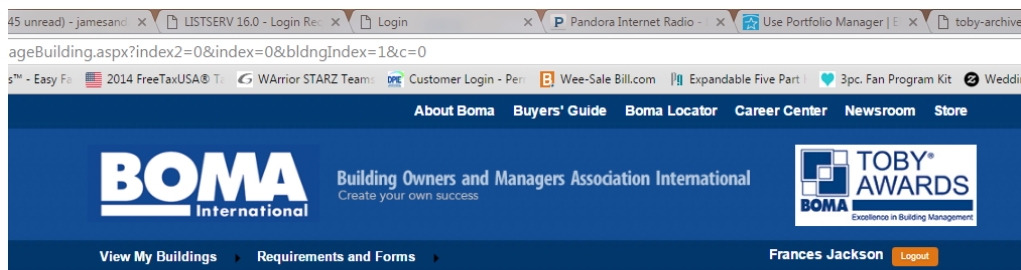 45 unread) - jamesand LISTSERV 16.0 - Login Rec Login Pandora Internet Radio - Use Portfolio Manager | E toby-archive
ageBuilding.aspx?index2=0&index=0&bldngIndex=1&c=0
s™ - Easy Fa 2014 FreeTaxUSA® T WArrior STARZ Team: Customer Login - Per Wee-Sale Bill.com Expandable Five Part 3pc. Fan Program Kit Weddi
About Boma Buyers' Guide Boma Locator Career Center Newsroom Store
BOMA
International
Building Owners and Managers Association International
Create your own success
TOBY®
AWARDS
BOMA
Excellence in Building Management
View My Buildings Requirements and Forms Frances Jackson Logout